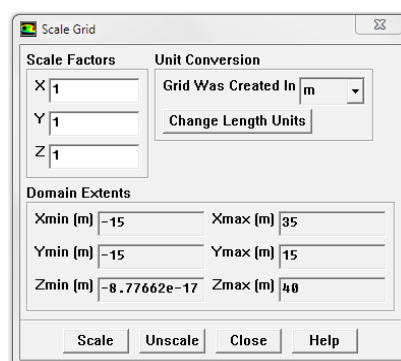 Scale Grid
Scale Factors
X 1
Y 1
Z 1
Unit Conversion
Grid Was Created In m
Change Length Units
Domain Extents
Xmin (m) -15 Xmax (m) 35
Ymin (m) -15 Ymax (m) 15
Zmin (m) -8.77662e-17 Zmax (m) 40
Scale Unscale Close Help